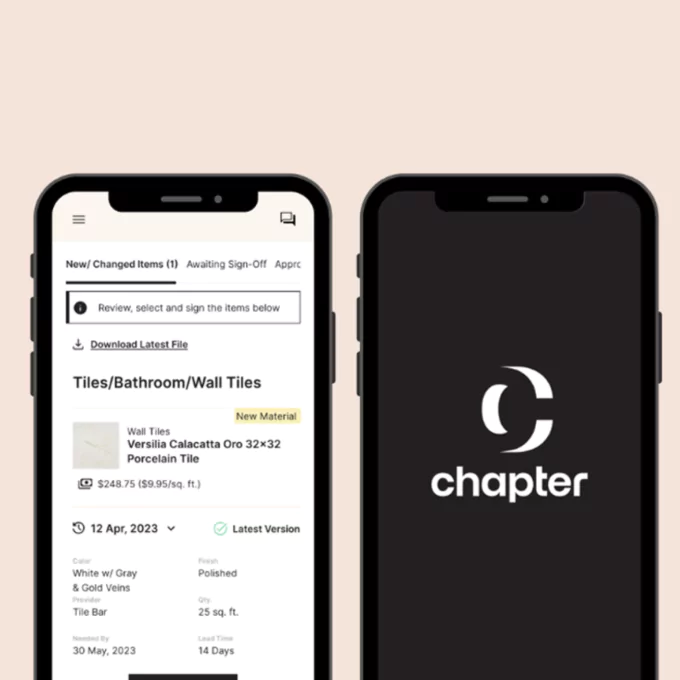 New/ Changed Items (1) Awaiting Sign-Off Appro
Review, select and sign the items below
Download Latest File
Tiles/Bathroom/Wall Tiles
New Material
Wall Tiles
Versilia Calacatta Oro 32×32
Porcelain Tile
$248.75 ($9.95/sq. ft.)
12 Apr, 2023
Latest Version
Color
Finish
White w/ Gray
& Gold Veins
Polished
Provider
Qty
Tile Bar
25 sq. ft.
Needed By
Lead Time
30 May, 2023
14 Days
chapter